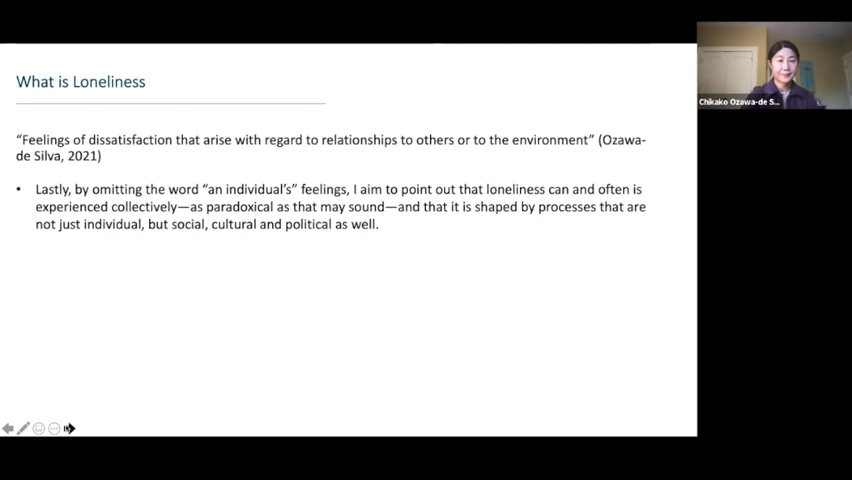 What is Loneliness
“Feelings of dissatisfaction that arise with regard to relationships to others or to the environment” (Ozawa-
de Silva, 2021)
• Lastly, by omitting the word “an individual’s” feelings, I aim to point out that loneliness can and often is
experienced collectively—as paradoxical as that may sound—and that it is shaped by processes that are
not just individual, but social, cultural and political as well.
Chikako Ozawa-de S...